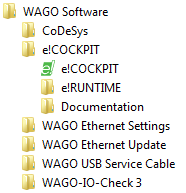 WAGO Software
CoDeSys
e!COCKPIT
e!COCKPIT
e!RUNTIME
Documentation
WAGO Ethernet Settings
WAGO Ethernet Update
WAGO USB Service Cable
WAGO-IO-Check 3